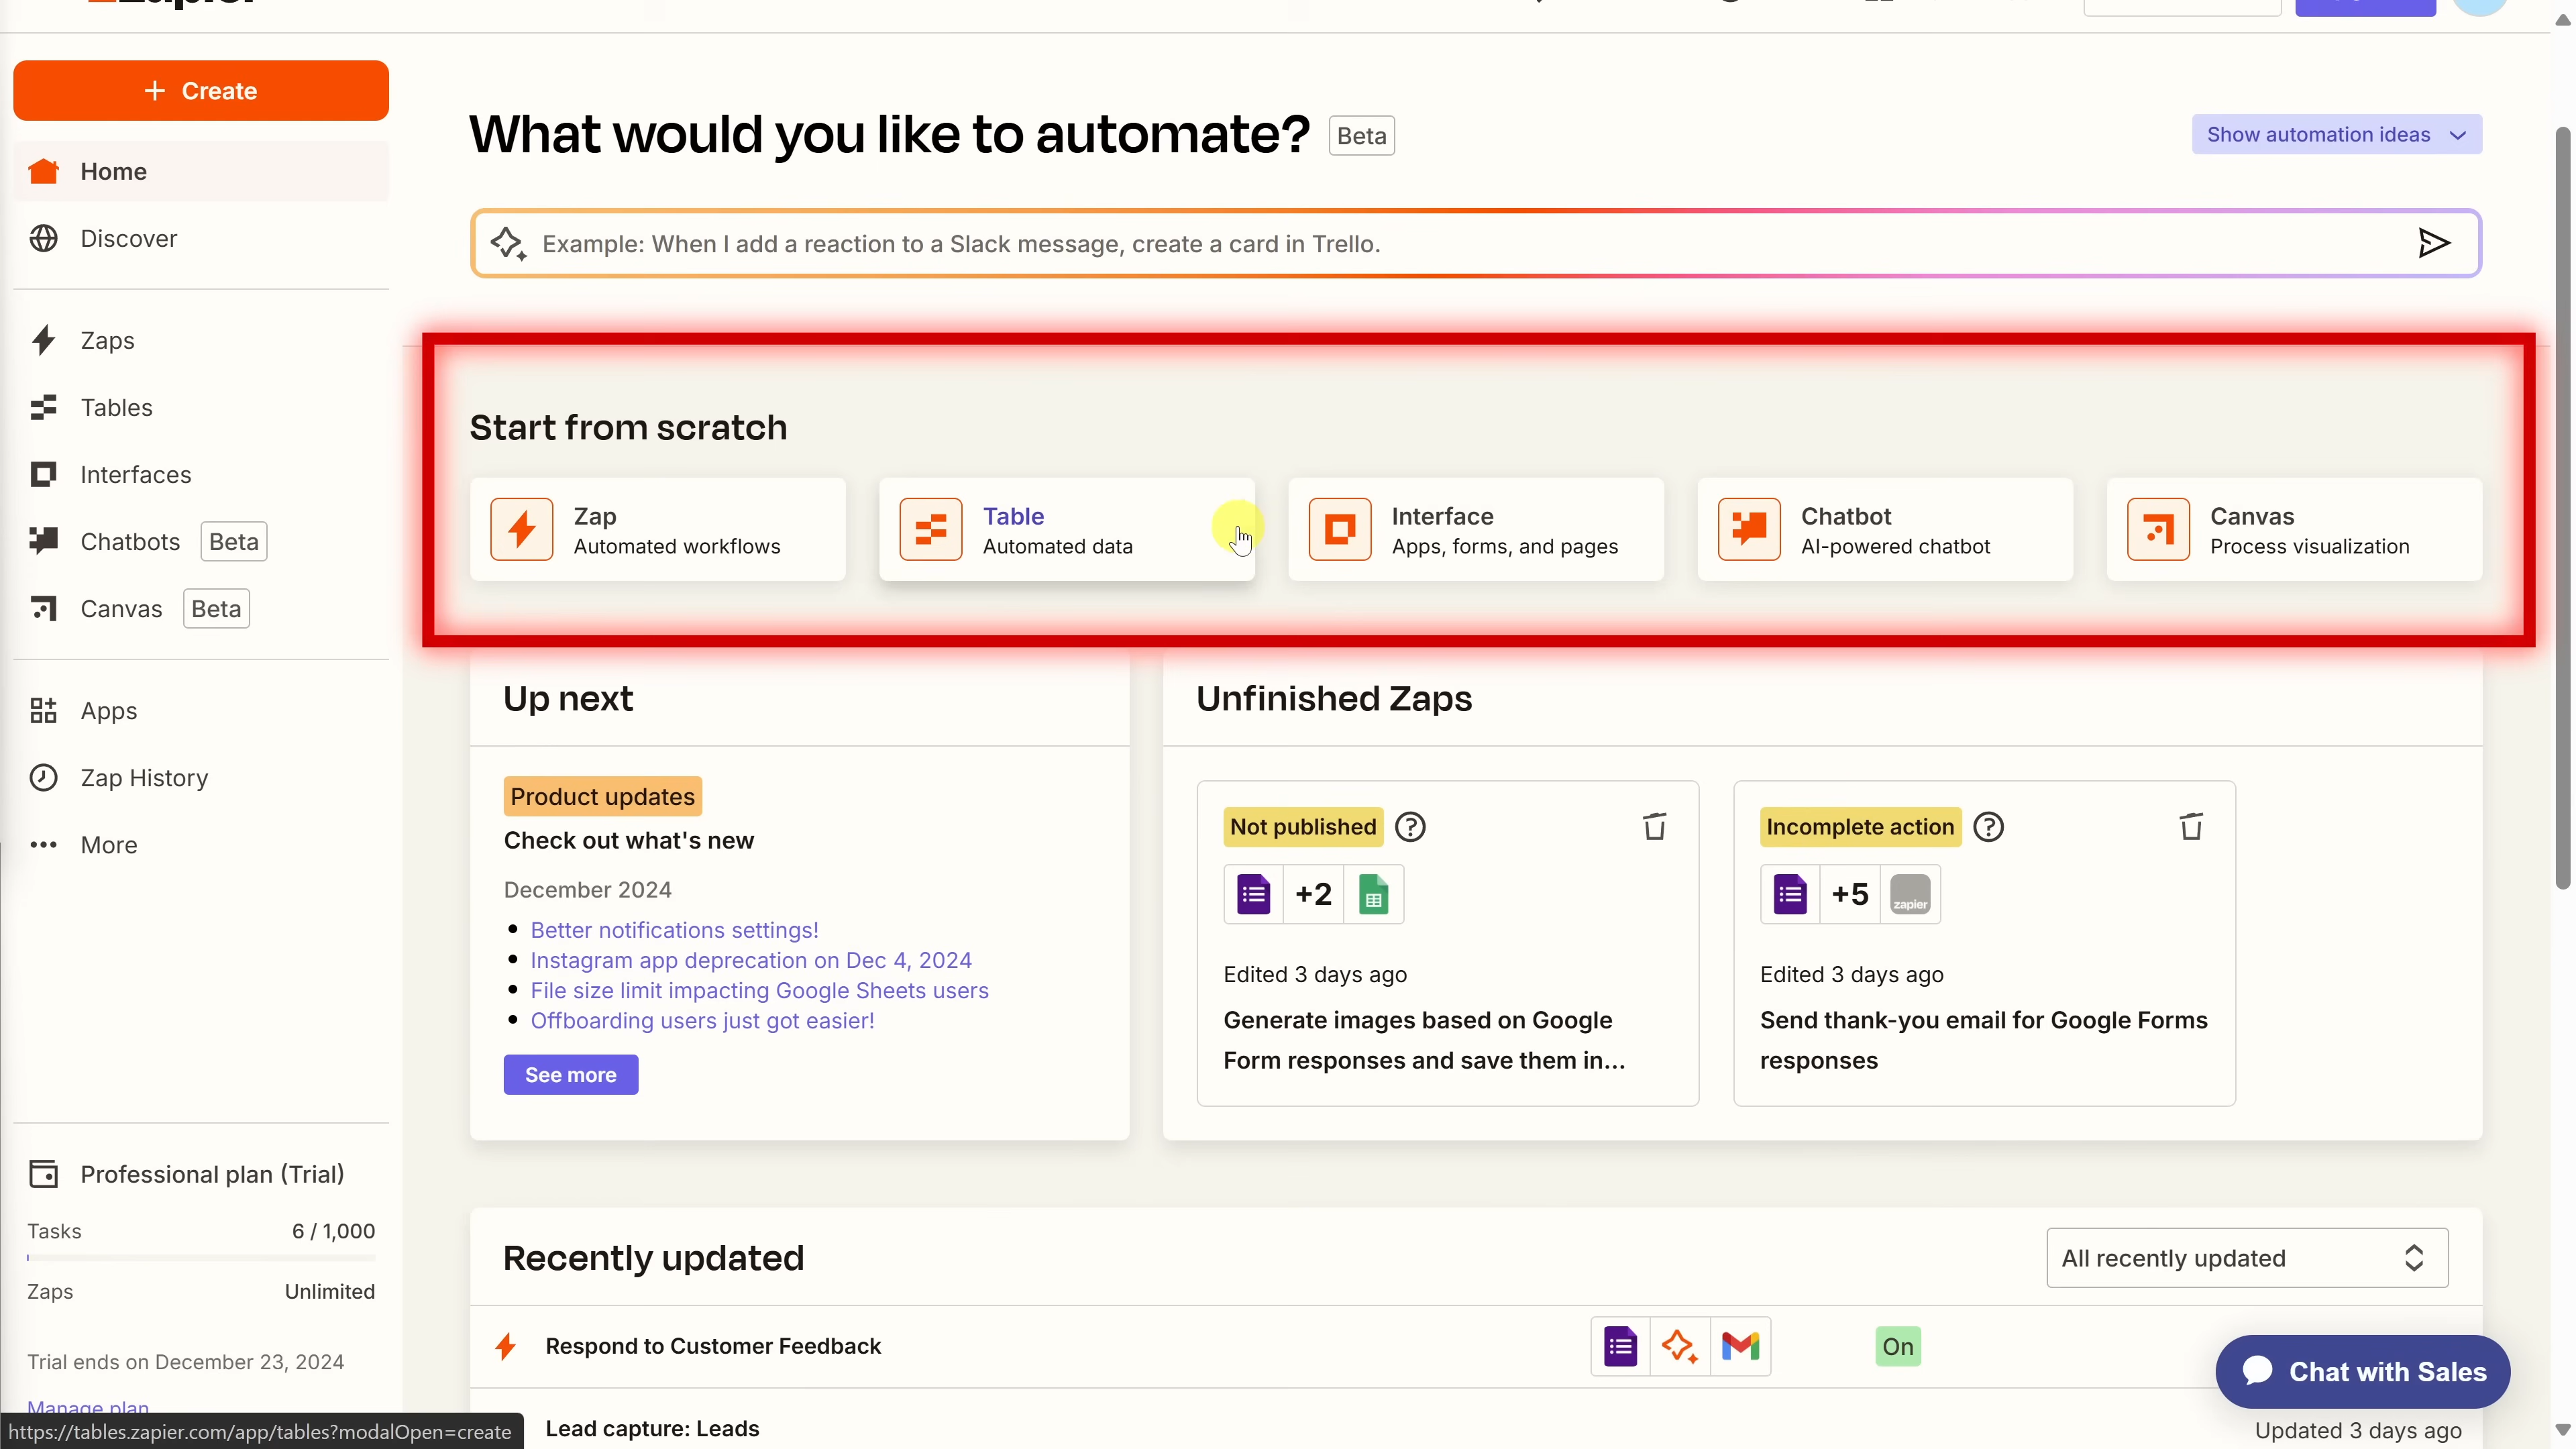 Create
Home
Discover
Zaps
Tables
Interfaces
Chatbots Beta
Canvas Beta
Apps
Zap History
More
Professional plan (Trial)
Tasks 6 / 1,000
Zaps Unlimited
Trial ends on December 23, 2024
Manage plan
https://tables.zapier.com/app/tables?modalOpen=create
What would you like to automate? Beta
Show automation ideas
Example: When I add a reaction to a Slack message, create a card in Trello.
Start from scratch
Zap
Automated workflows
Table
Automated data
Interface
Apps, forms, and pages
Chatbot
AI-powered chatbot
Canvas
Process visualization
Up next
Product updates
Check out what's new
December 2024
Better notifications settings!
Instagram app deprecation on Dec 4, 2024
File size limit impacting Google Sheets users
Offboarding users just got easier!
See more
Unfinished Zaps
Not published
+2
Edited 3 days ago
Generate images based on Google
Form responses and save them in...
Incomplete action
+5 zapier
Edited 3 days ago
Send thank-you email for Google Forms
responses
Recently updated
All recently updated
Respond to Customer Feedback On
Chat with Sales
Lead capture: Leads
Updated 3 days ago